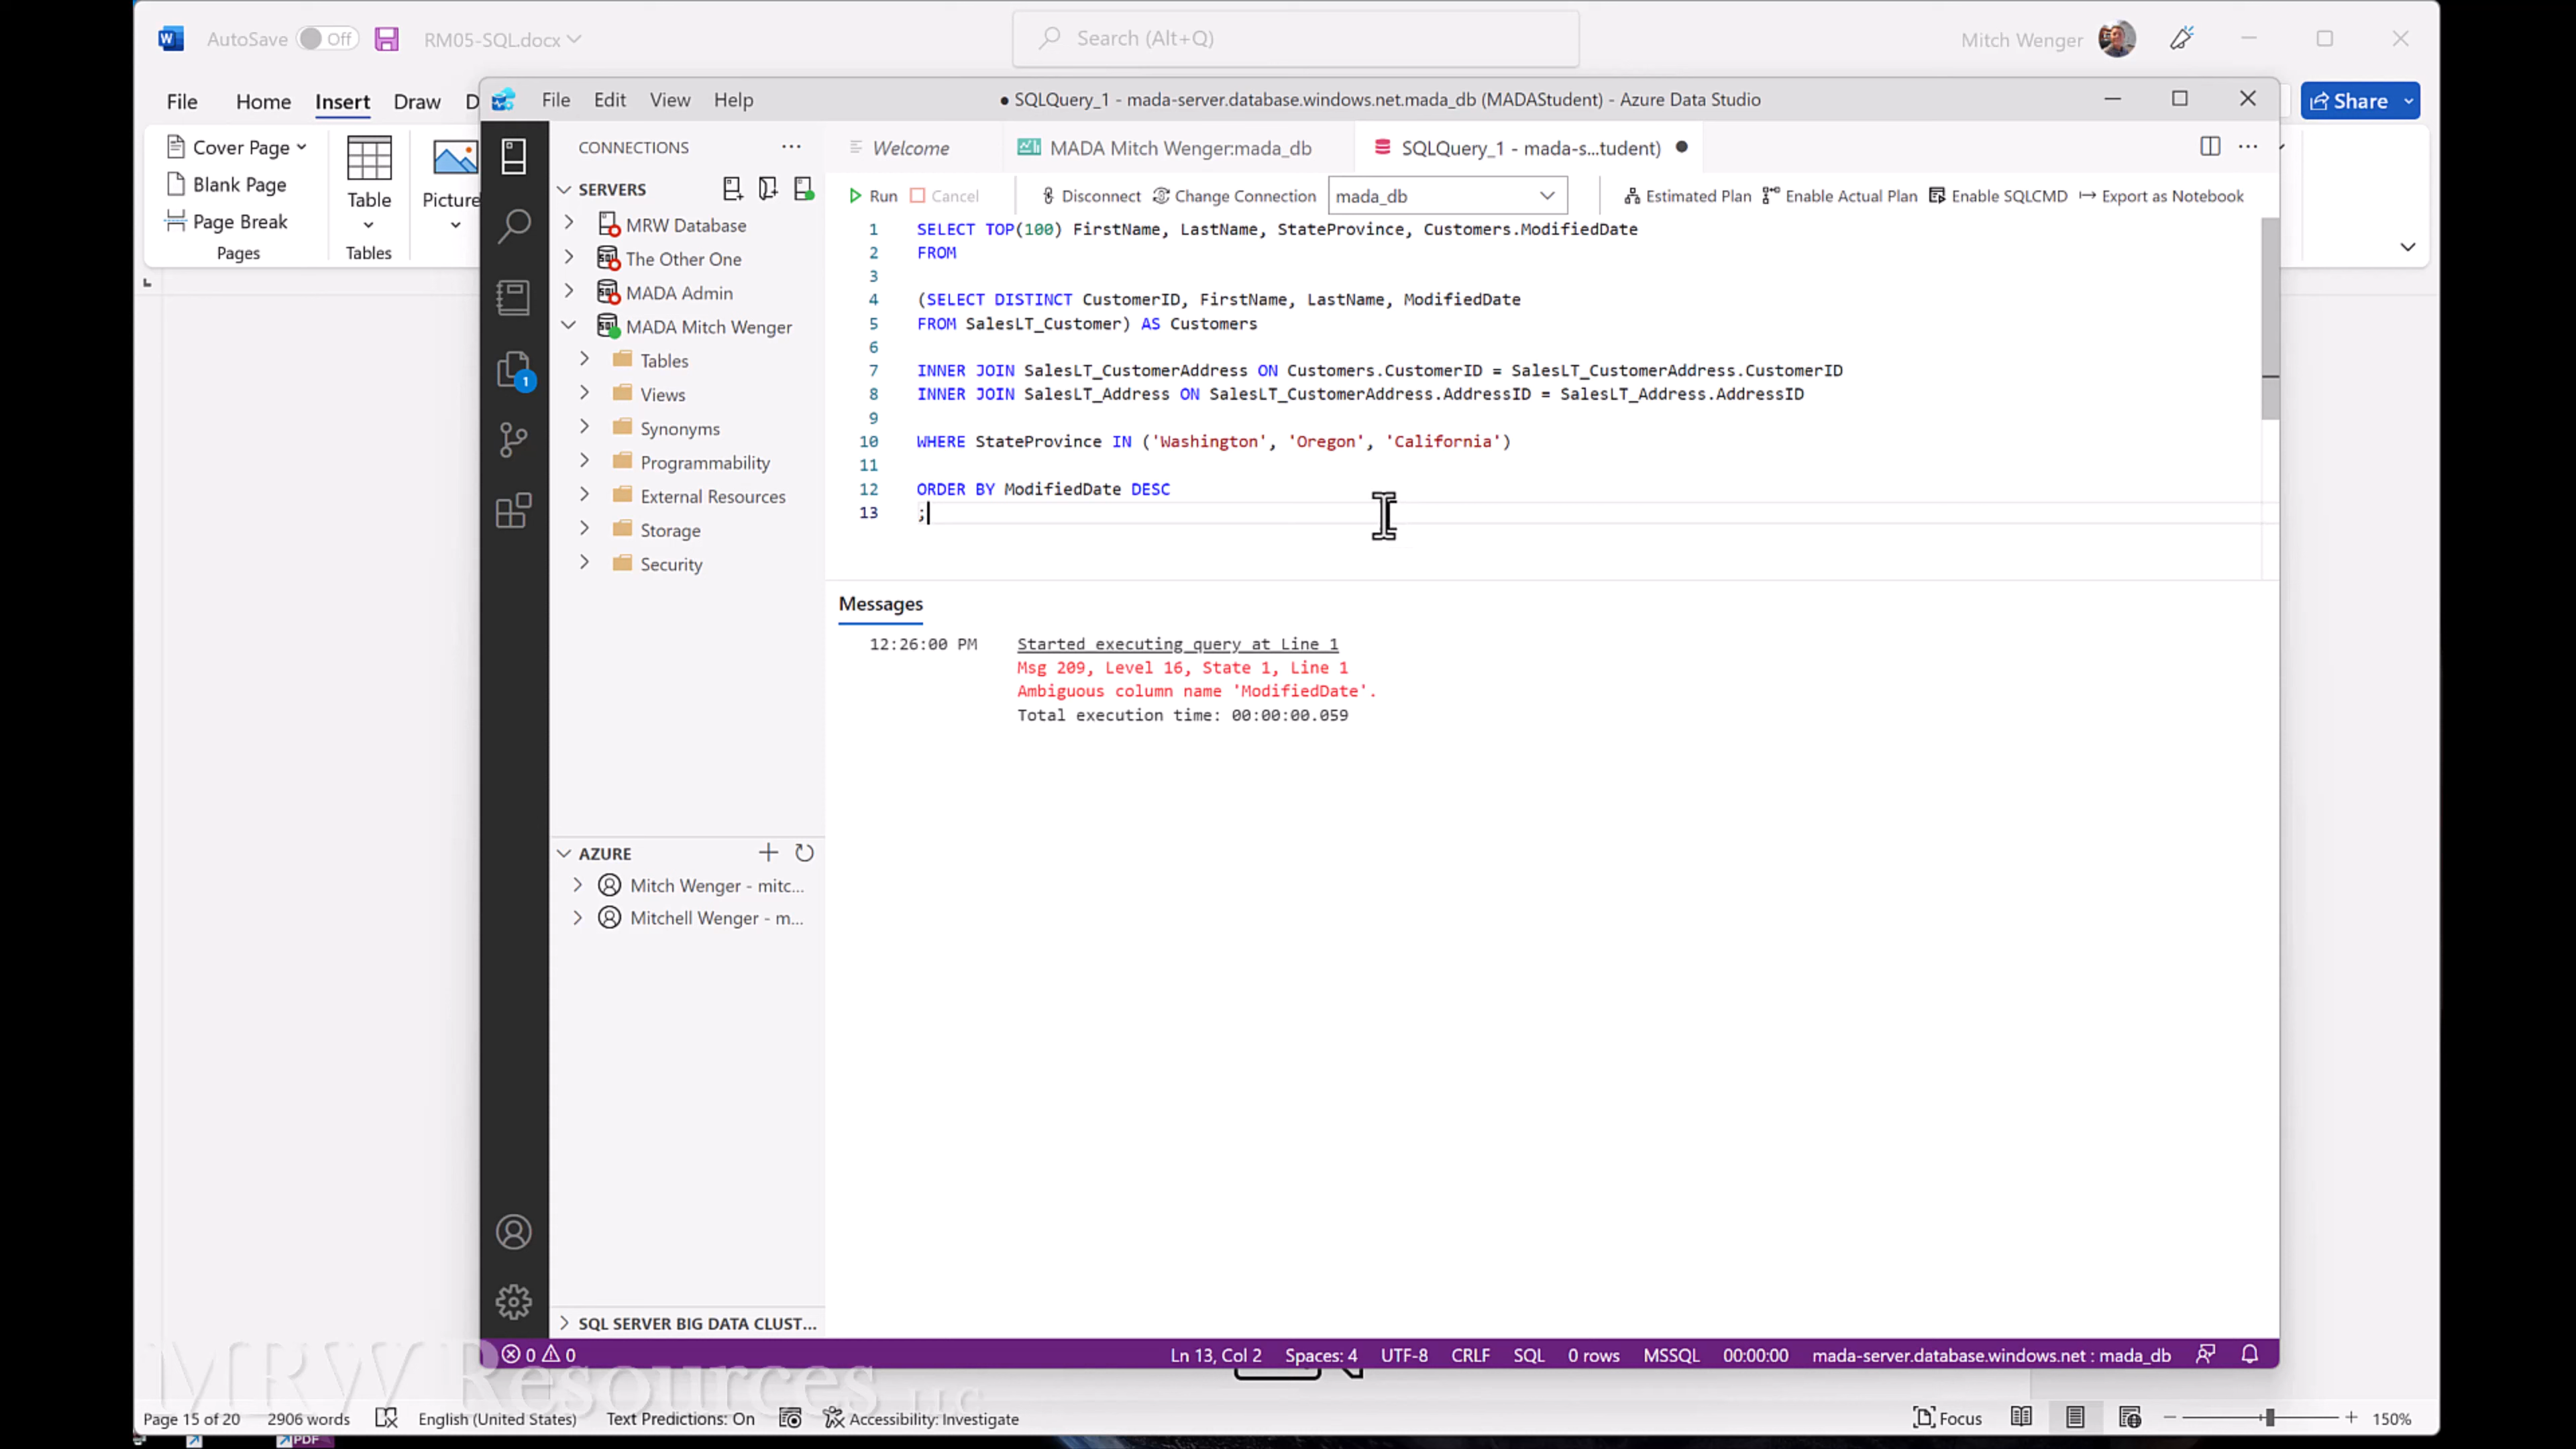 AutoSave Off RM05-SQL.docx Search (Alt+Q) Mitch Wenger
File Home Insert Draw D Share
Cover Page
Blank Page
Page Break
Pages
Table
Tables
Picture
File Edit View Help ● SQLQuery_1 - mada-server.database.windows.net.mada_db (MADAStudent) - Azure Data Studio
CONNECTIONS
SERVERS
MRW Database
The Other One
MADA Admin
MADA Mitch Wenger
Tables
Views
Synonyms
Programmability
External Resources
Storage
Security
1
AZURE
Mitch Wenger - mitc...
Mitchell Wenger - m...
SQL SERVER BIG DATA CLUST...
Welcome MADA Mitch Wenger:mada_db SQLQuery_1 - mada-s...tudent)
Run Cancel Disconnect Change Connection mada_db Estimated Plan Enable Actual Plan Enable SQLCMD Export as Notebook
1 SELECT TOP(100) FirstName, LastName, StateProvince, Customers.ModifiedDate
2 FROM
3
4 (SELECT DISTINCT CustomerID, FirstName, LastName, ModifiedDate
5 FROM SalesLT_Customer) AS Customers
6
7 INNER JOIN SalesLT_CustomerAddress ON Customers.CustomerID = SalesLT_CustomerAddress.CustomerID
8 INNER JOIN SalesLT_Address ON SalesLT_CustomerAddress.AddressID = SalesLT_Address.AddressID
9
10 WHERE StateProvince IN ('Washington', 'Oregon', 'California')
11
12 ORDER BY ModifiedDate DESC
13 ;
Messages
12:26:00 PM Started executing query at Line 1
Msg 209, Level 16, State 1, Line 1
Ambiguous column name 'ModifiedDate'.
Total execution time: 00:00:00.059
0 0 Ln 13, Col 2 Spaces: 4 UTF-8 CRLF SQL 0 rows MSSQL 00:00:00 mada-server.database.windows.net : mada_db
MRW Resources LLC
Page 15 of 20 2906 words English (United States) Text Predictions: On Accessibility: Investigate Focus 150%
PDF